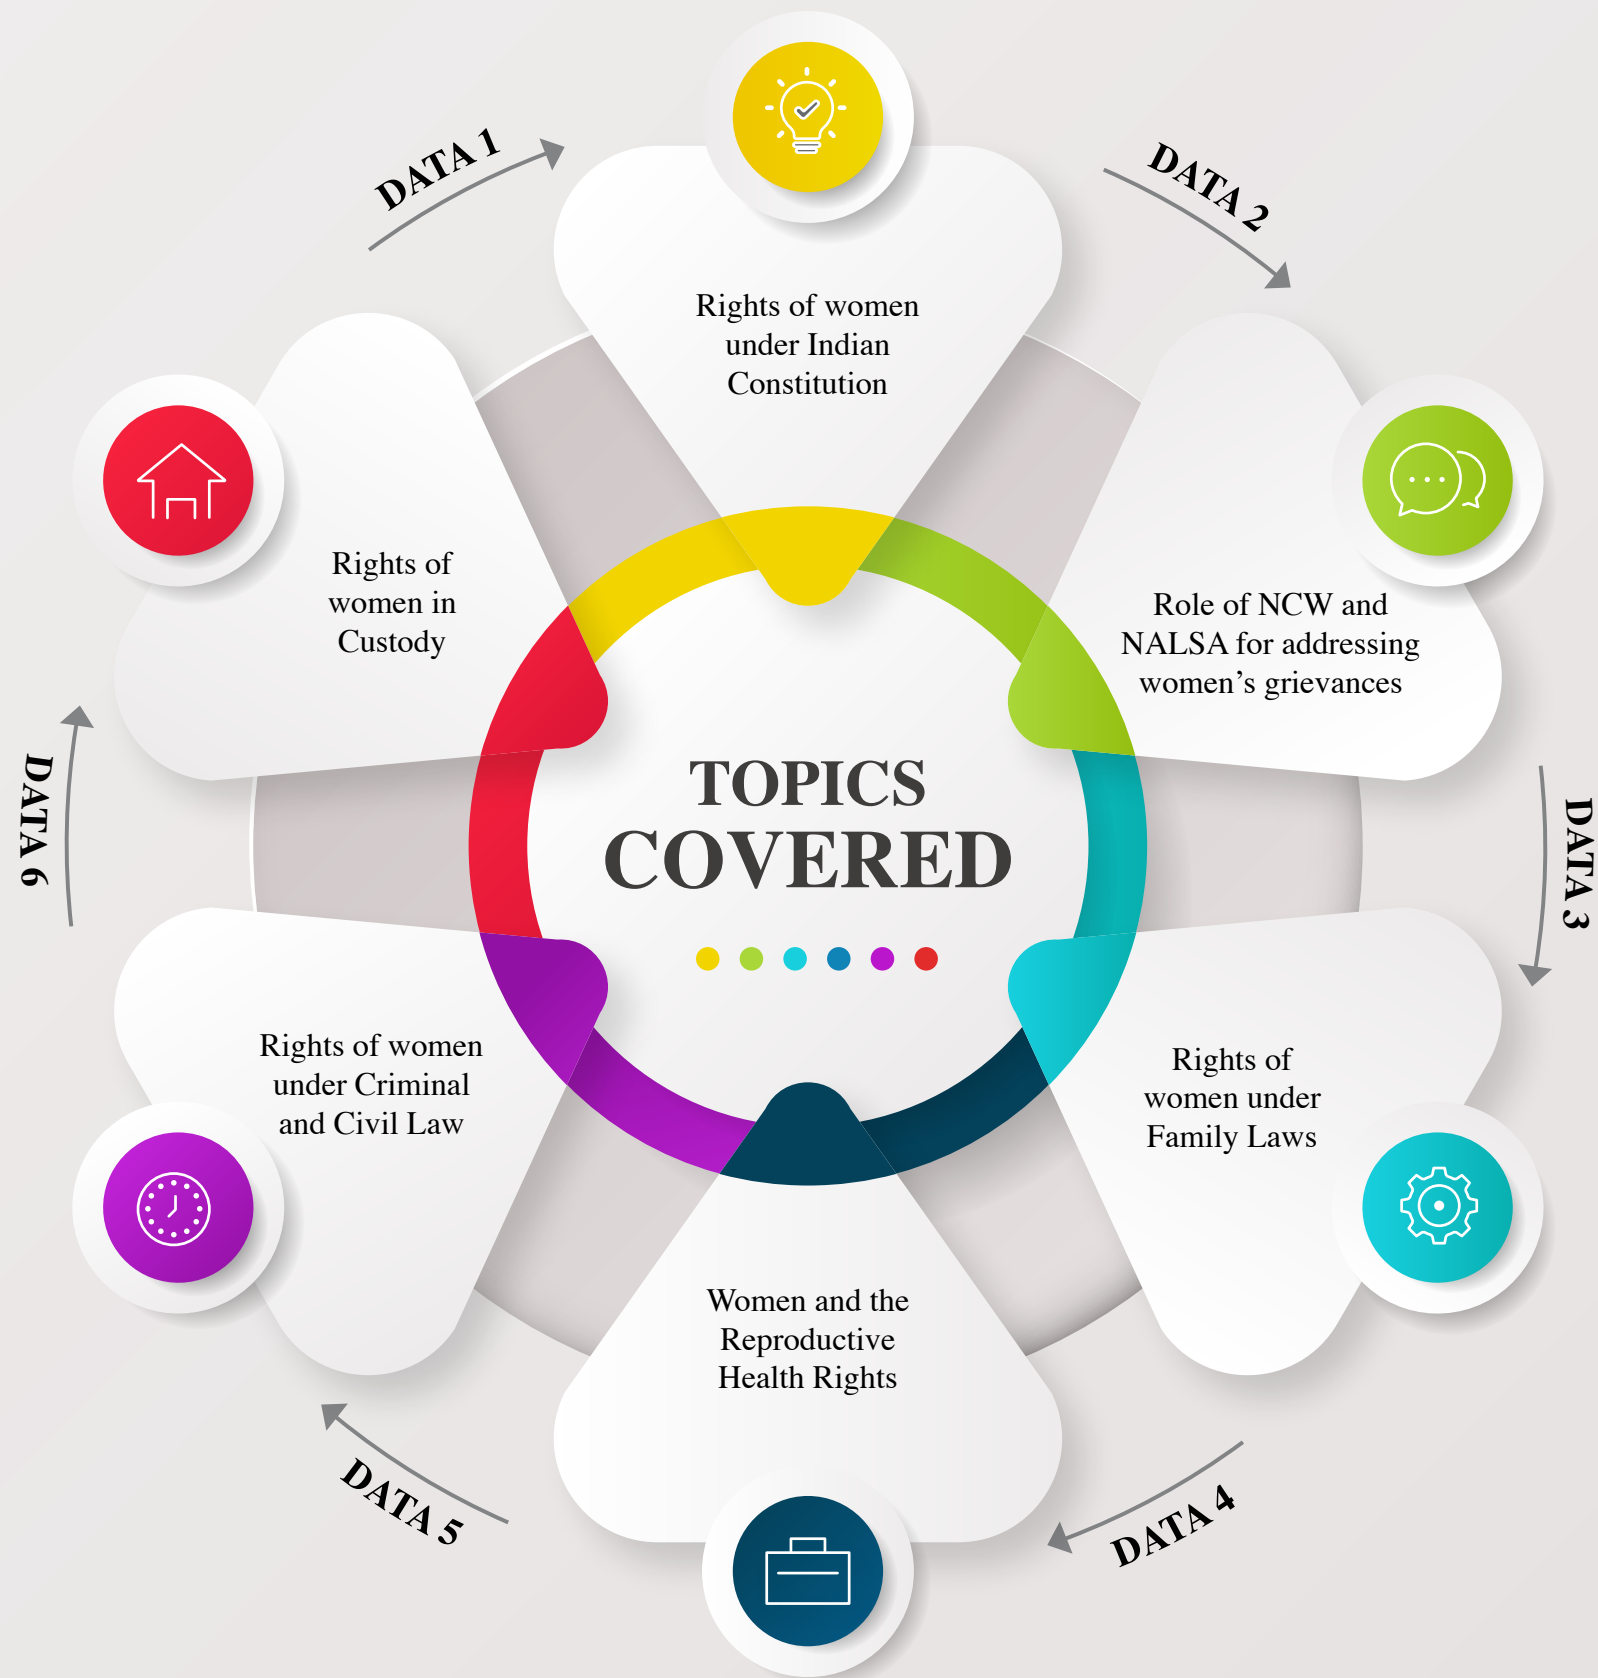 DATA 1
Rights of women
under Indian
Constitution
DATA 2
Role of NCW and
NALSA for addressing
women’s grievances
DATA 3
Rights of
women under
Family Laws
DATA 4
Women and the
Reproductive
Health Rights
DATA 5
Rights of women
under Criminal
and Civil Law
DATA 6
Rights of
women in
Custody
TOPICS
COVERED